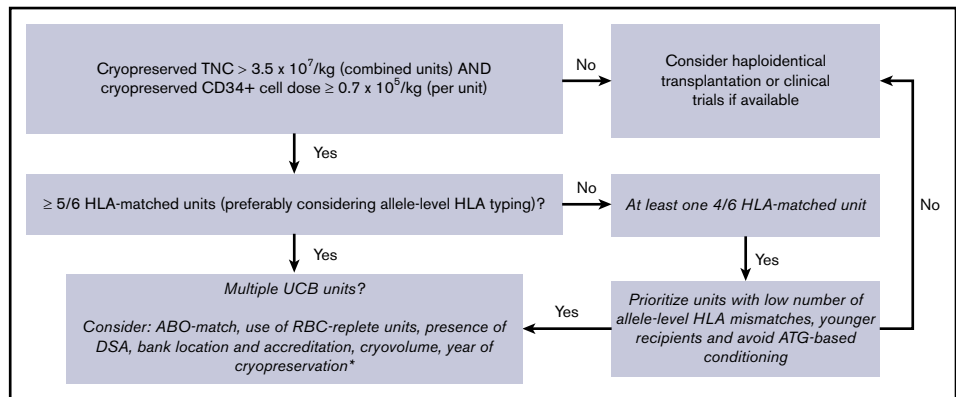 Cryopreserved TNC > 3.5 x 10⁷/kg (combined units) AND
cryopreserved CD34+ cell dose ≥ 0.7 x 10⁵/kg (per unit)
No
Consider haploidentical
transplantation or clinical
trials if available
Yes
≥ 5/6 HLA-matched units (preferably considering allele-level HLA typing)?
No
At least one 4/6 HLA-matched unit
No
Yes
Yes
Multiple UCB units?
Consider: ABO-match, use of RBC-replete units, presence of
DSA, bank location and accreditation, cryovolume, year of
cryopreservation*
Yes
Prioritize units with low number of
allele-level HLA mismatches, younger
recipients and avoid ATG-based
conditioning